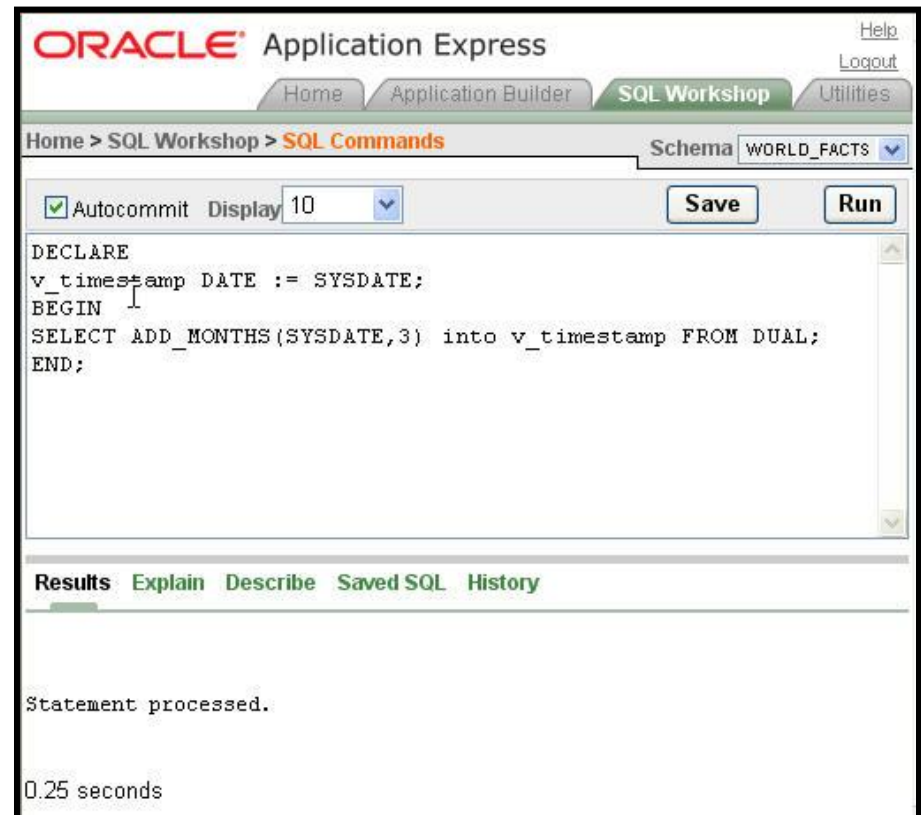 ORACLE® Application Express
Help
Logout
Home Application Builder SQL Workshop Utilities
Home > SQL Workshop > SQL Commands
Schema WORLD_FACTS
Autocommit Display 10 Save Run
DECLARE
v_timestamp DATE := SYSDATE;
BEGIN
SELECT ADD_MONTHS(SYSDATE,3) into v_timestamp FROM DUAL;
END;
Results Explain Describe Saved SQL History
Statement processed.
0.25 seconds